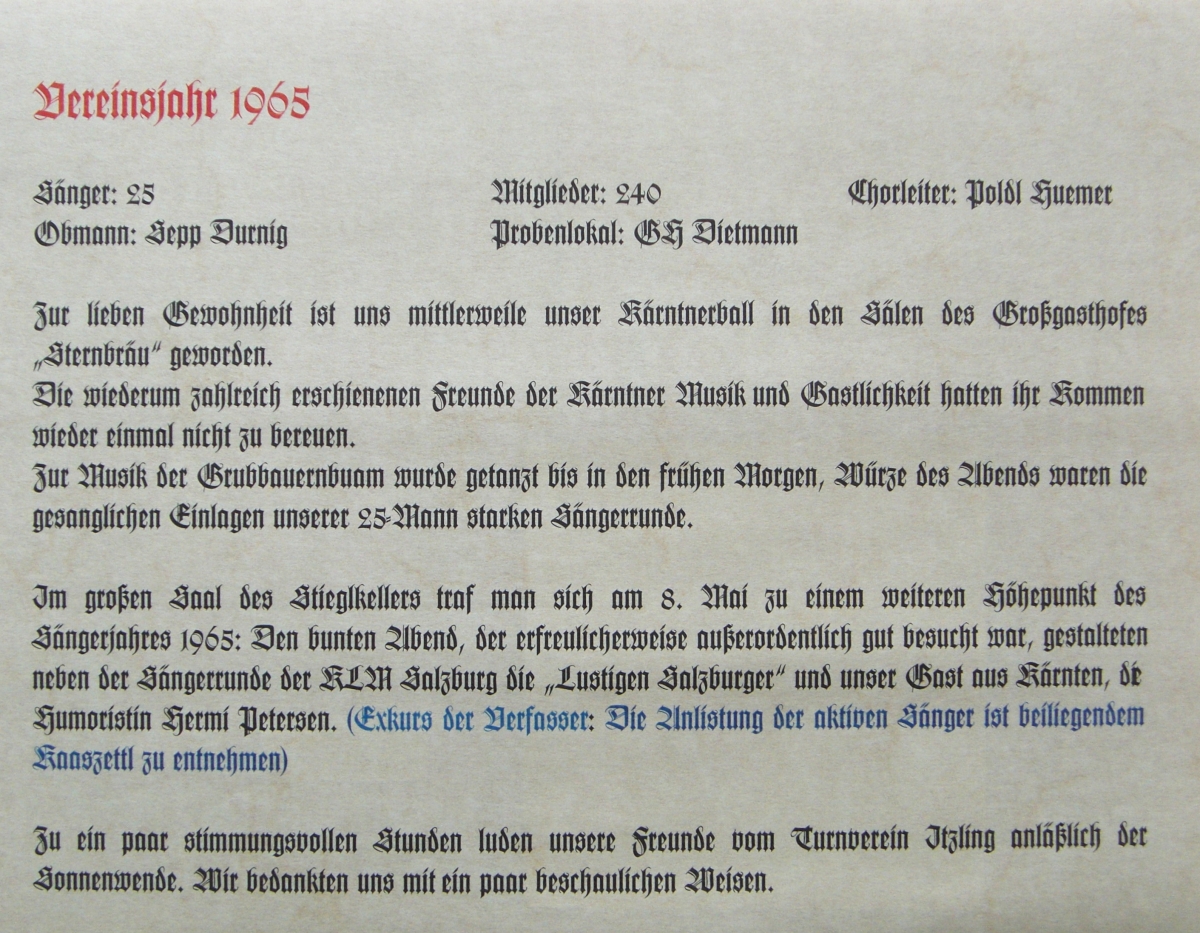 Vereinsjahr 1965
Sänger: 25 Mitglieder: 240 Chorleiter: Poldl Huemer
Obmann: Sepp Durnig Probenlokal: GH Dietmann
Zur lieben Gewohnheit ist uns mittlerweile unser Kärntnerball in den Sälen des Großgasthofes
„Sternbräu“ geworden.
Die wiederum zahlreich erschienenen Freunde der Kärntner Musik und Gastlichkeit hatten ihr Kommen
wieder einmal nicht zu bereuen.
Zur Musik der Grubbauernbuam wurde getanzt bis in den frühen Morgen, Würze des Abends waren die
gesanglichen Einlagen unserer 25-Mann starken Sängerrunde.
Im großen Saal des Stieglkellers traf man sich am 8. Mai zu einem weiteren Höhepunkt des
Sängerjahres 1965: Den bunten Abend, der erfreulicherweise außerordentlich gut besucht war, gestalteten
neben der Sängerrunde der KLM Salzburg die „Lustigen Salzburger“ und unser Gast aus Kärnten, die
Humoristin Hermi Petersen. (Exkurs der Verfasser: Die Anlistung der aktiven Sänger ist beiliegendem
Kaaszettl zu entnehmen)
Zu ein paar stimmungsvollen Stunden luden unsere Freunde vom Turnverein Itzling anläßlich der
Sonnenwende. Wir bedankten uns mit ein paar beschaulichen Weisen.